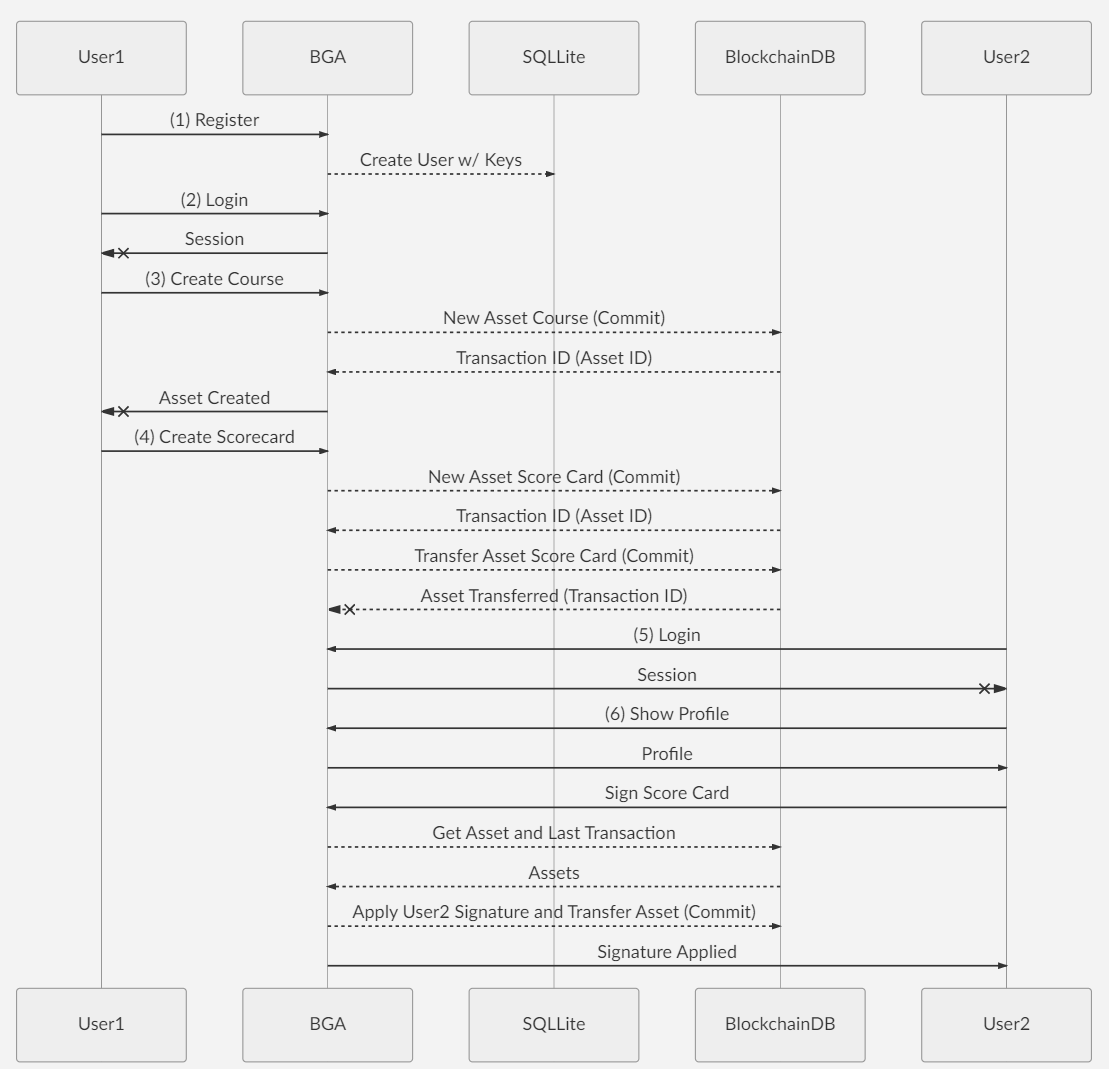 User1
BGA
SQLLite
BlockchainDB
User2
(1) Register
Create User w/ Keys
(2) Login
Session
(3) Create Course
New Asset Course (Commit)
Transaction ID (Asset ID)
Asset Created
(4) Create Scorecard
New Asset Score Card (Commit)
Transaction ID (Asset ID)
Transfer Asset Score Card (Commit)
Asset Transferred (Transaction ID)
(5) Login
Session
(6) Show Profile
Profile
Sign Score Card
Get Asset and Last Transaction
Assets
Apply User2 Signature and Transfer Asset (Commit)
Signature Applied
User1
BGA
SQLLite
BlockchainDB
User2